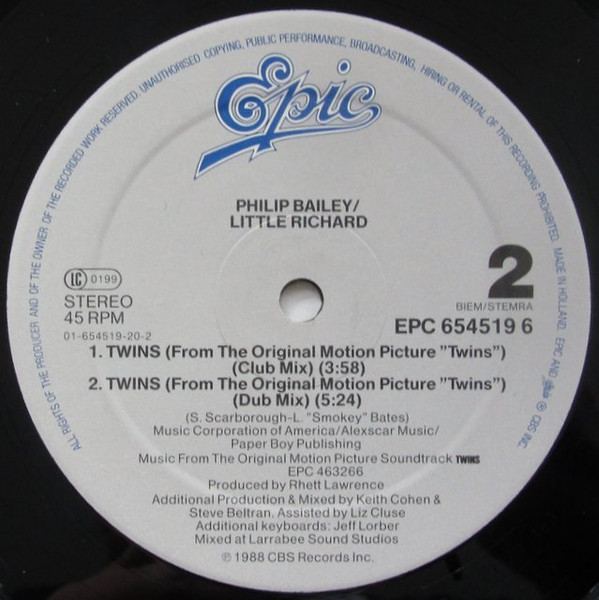 ALL RIGHTS OF THE PRODUCER AND OF THE OWNER OF THE RECORDED WORK RESERVED. UNAUTHORISED COPYING, PUBLIC PERFORMANCE, BROADCASTING, HIRING OR RENTAL OF THIS RECORDING PROHIBITED. MADE IN HOLLAND. EPIC AND Epic ® CBS INC.
Epic
PHILIP BAILEY/
LITTLE RICHARD
LC 0199
STEREO
45 RPM
01-654519-20-2
2
BIEM/STEMRA
EPC 654519 6
1. TWINS (From The Original Motion Picture "Twins")
(Club Mix) (3:58)
2. TWINS (From The Original Motion Picture "Twins")
(Dub Mix) (5:24)
(S. Scarborough-L. "Smokey" Bates)
Music Corporation of America/Alexscar Music/
Paper Boy Publishing
Music From The Original Motion Picture Soundtrack TWINS
EPC 463266
Produced by Rhett Lawrence
Additional Production & Mixed by Keith Cohen &
Steve Beltran. Assisted by Liz Cluse
Additional keyboards: Jeff Lorber
Mixed at Larrabee Sound Studios
℗ 1988 CBS Records Inc.